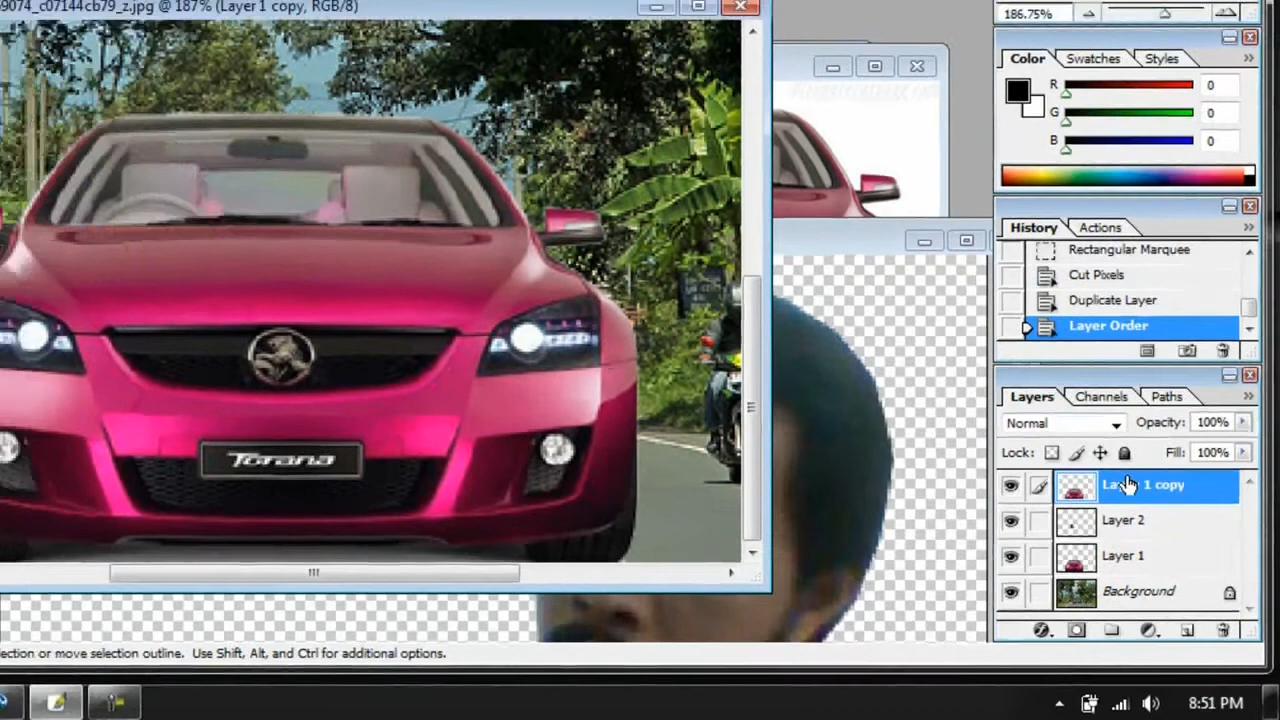 9074_c07144cb79_z.jpg @ 187% (Layer 1 copy, RGB/8)
186.75%
Color
Swatches
Styles
R
0
G
0
B
0
History
Actions
Rectangular Marquee
Cut Pixels
Duplicate Layer
Layer Order
Layers
Channels
Paths
Normal
Opacity:
100%
Lock:
Fill:
100%
1 copy
Layer 2
Layer 1
Background
Torana
ection or move selection outline. Use Shift, Alt, and Ctrl for additional options.
8:51 PM